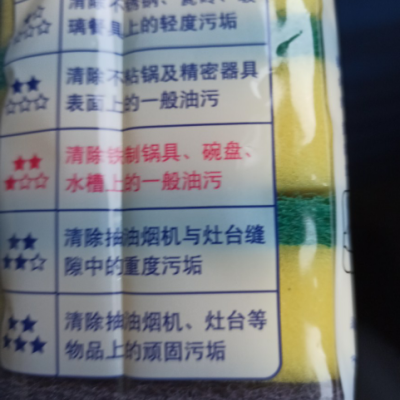 清除不锈钢、瓷砖、玻
璃餐具上的轻度污垢
清除不粘锅及精密器具
表面上的一般油污
清除铁制锅具、碗盘、
水槽上的一般油污
清除抽油烟机与灶台缝
隙中的重度污垢
清除抽油烟机、灶台等
物品上的顽固污垢